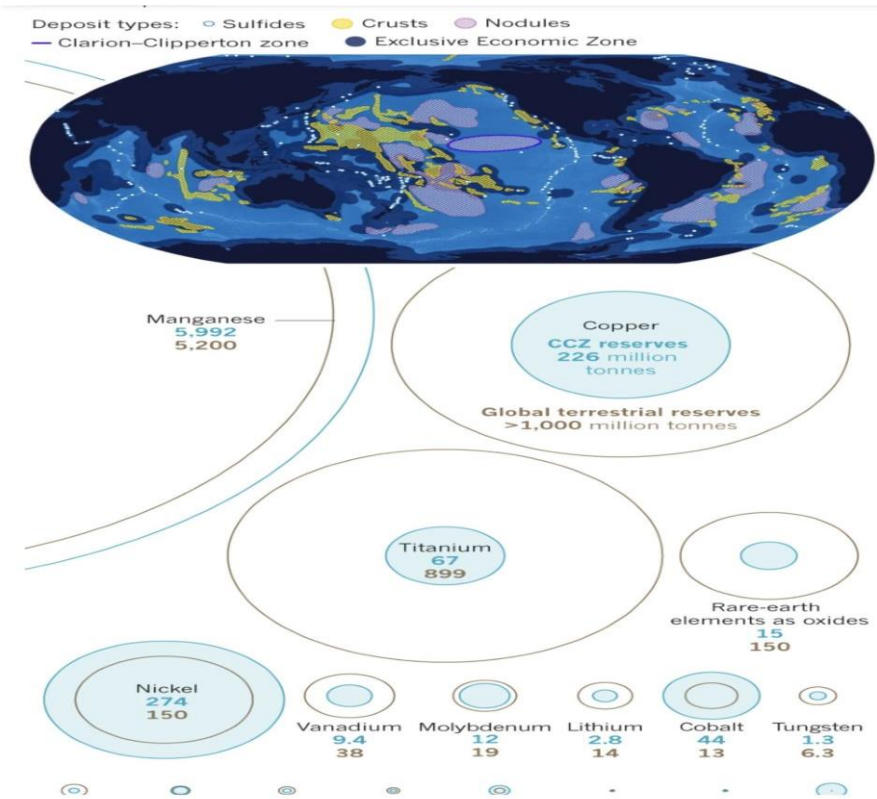 Deposit types: Sulfides Crusts Nodules
Clarion–Clipperton zone Exclusive Economic Zone
Manganese
5,992
5,200
Copper
CCZ reserves
226 million
tonnes
Global terrestrial reserves
>1,000 million tonnes
Titanium
67
899
Rare-earth
elements as oxides
15
150
Nickel
274
150
Vanadium
9.4
38
Molybdenum
12
19
Lithium
2.8
14
Cobalt
44
13
Tungsten
1.3
6.3